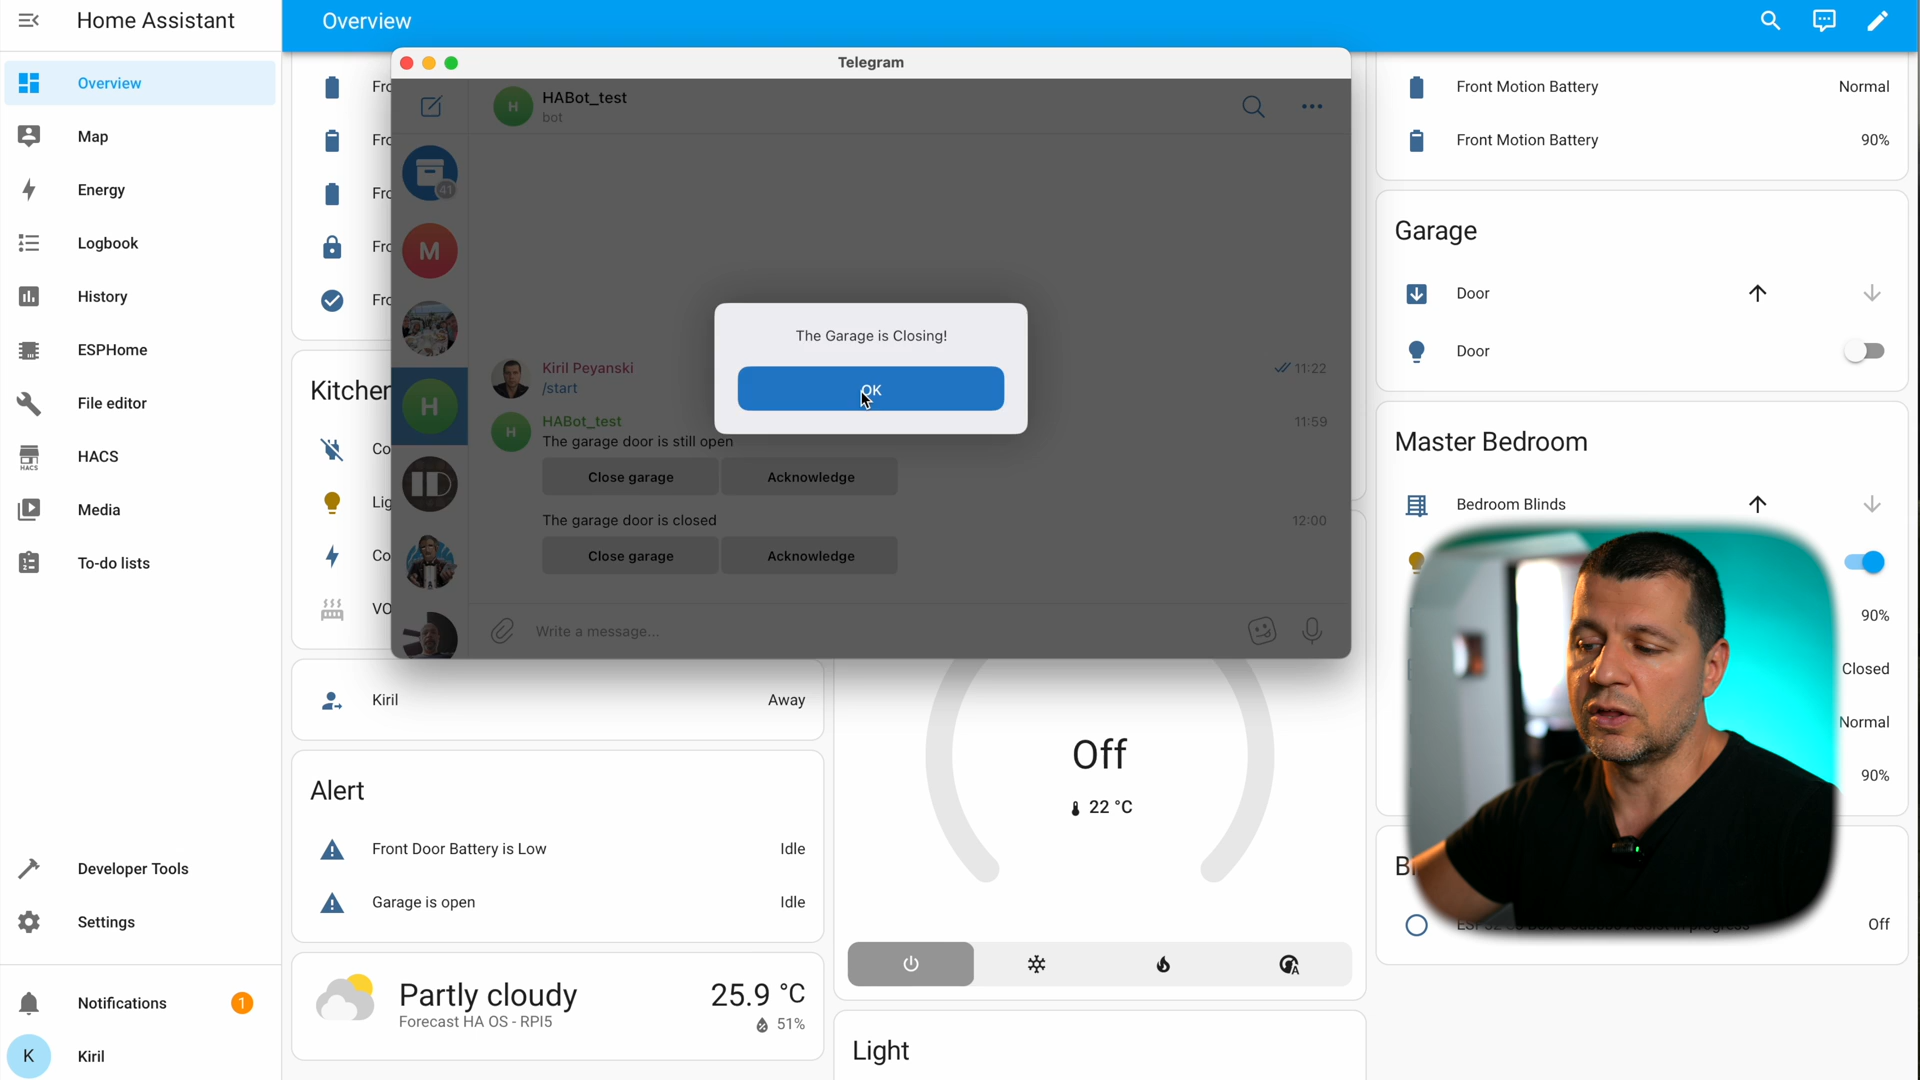 Home Assistant
Overview
Map
Energy
Logbook
History
ESPHome
File editor
HACS
HACS
Media
To-do lists
Developer Tools
Settings
Notifications
1
K
Kiril
Overview
Telegram
H
HABot_test
bot
41
M
H
Kiril Peyanski
11:22
/start
H
HABot_test
11:59
The garage door is still open
Close garage
Acknowledge
The garage door is closed
12:00
Close garage
Acknowledge
Write a message...
The Garage is Closing!
OK
Kiril
Away
Alert
Front Door Battery is Low
Idle
Garage is open
Idle
Partly cloudy
25.9 °C
Forecast HA OS - RPI5
51%
Off
22 °C
A
Light
Front Motion Battery
Normal
Front Motion Battery
90%
Garage
Door
Door
Master Bedroom
Bedroom Blinds
90%
Closed
Normal
90%
Off